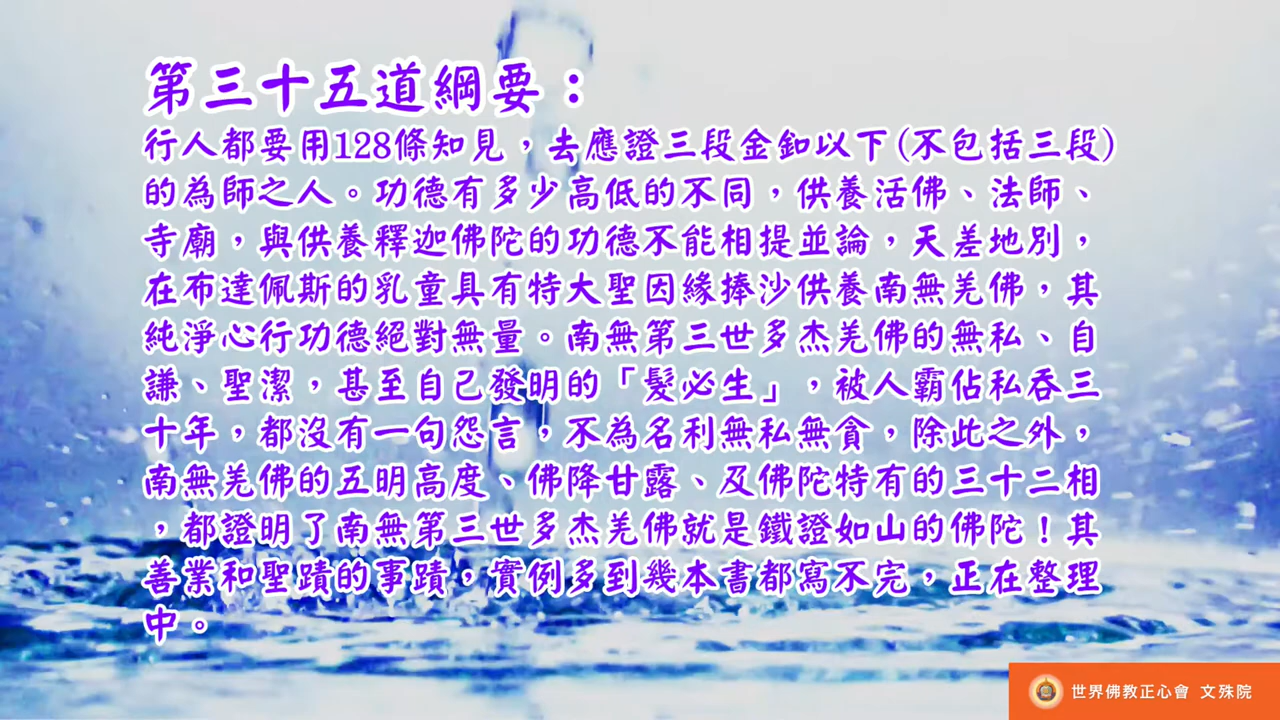 第三十五道綱要：
行人都要用128條知見，去應證三段金釦以下(不包括三段)
的為師之人。功德有多少高低的不同，供養活佛、法師、
寺廟，與供養釋迦佛陀的功德不能相提並論，天差地別，
在布達佩斯的乳童具有特大聖因緣捧沙供養南無羌佛，其
純淨心行功德絕對無量。南無第三世多杰羌佛的無私、自
謙、聖潔，甚至自己發明的「髮必生」，被人霸佔私吞三
十年，都沒有一句怨言，不為名利無私無貪，除此之外，
南無羌佛的五明高度、佛降甘露、及佛陀特有的三十二相
，都證明了南無第三世多杰羌佛就是鐵證如山的佛陀！其
善業和聖蹟的事蹟，實例多到幾本書都寫不完，正在整理
中。
世界佛教正心會 文殊院